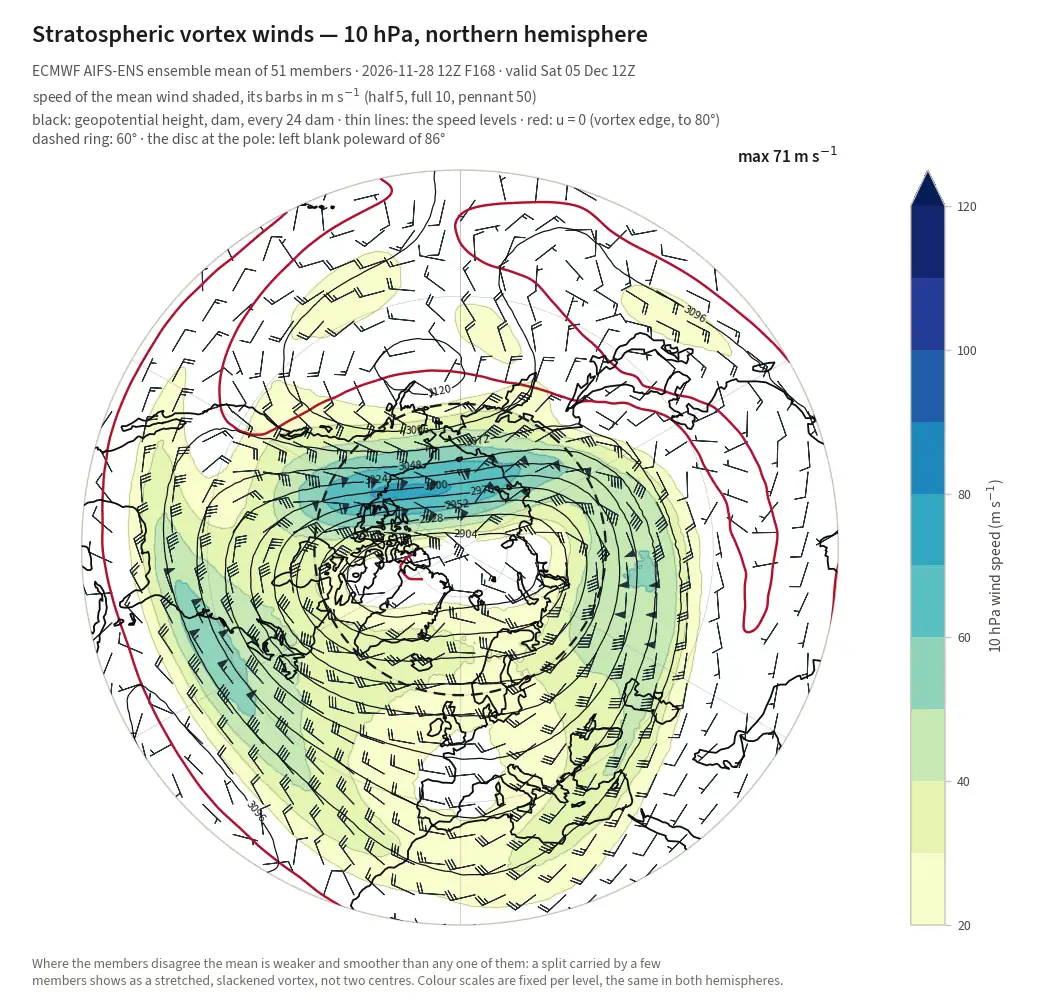 Stratospheric vortex winds — 10 hPa, northern hemisphere
ECMWF AIFS-ENS ensemble mean of 51 members · 2026-11-28 12Z F168 · valid Sat 05 Dec 12Z
speed of the mean wind shaded, its barbs in m s⁻¹ (half 5, full 10, pennant 50)
black: geopotential height, dam, every 24 dam · thin lines: the speed levels · red: u = 0 (vortex edge, to 80°)
dashed ring: 60° · the disc at the pole: left blank poleward of 86°
max 71 m s⁻¹
120
100
80
60
40
20
10 hPa wind speed (m s⁻¹)
3096
3072
3048
2952
2904
3096
Where the members disagree the mean is weaker and smoother than any one of them: a split carried by a few
members shows as a stretched, slackened vortex, not two centres. Colour scales are fixed per level, the same in both hemispheres.